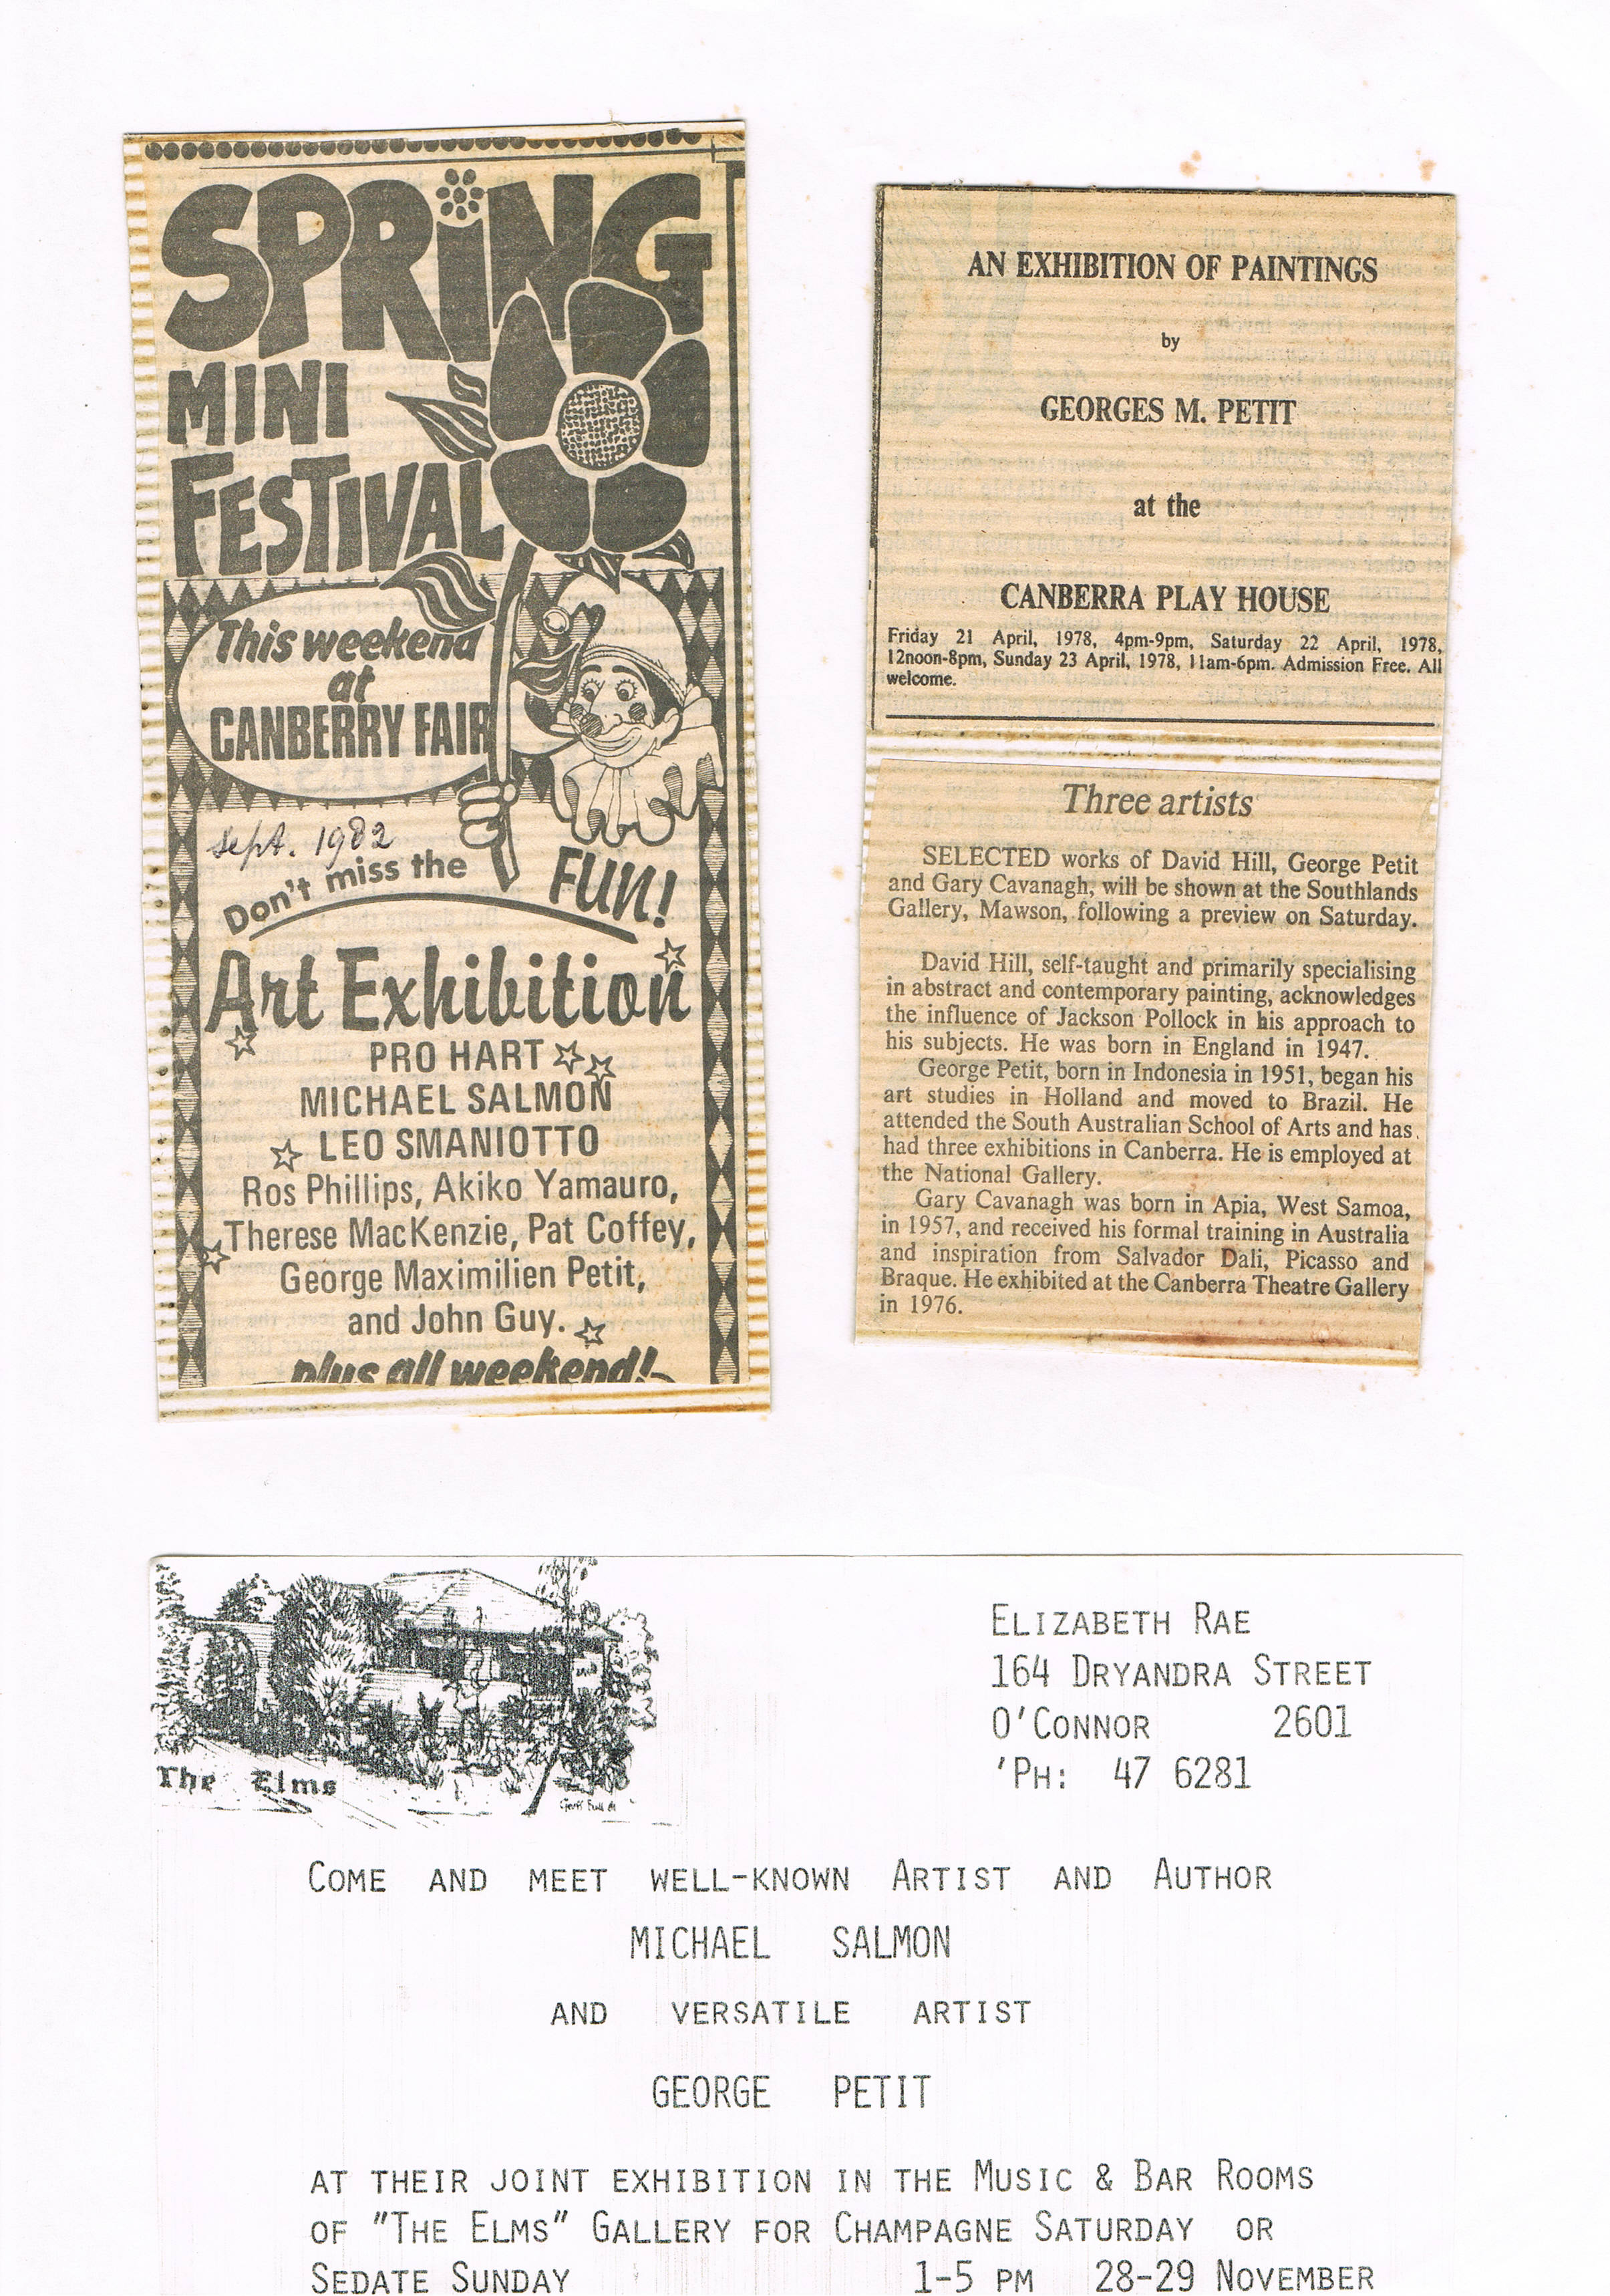 SPRiNG
MINI
FESTIVAL
This weekend
at
CANBERRY FAIR
Sept. 1982
Don't miss the
FUN!
Art Exhibition
PRO HART
MICHAEL SALMON
LEO SMANIOTTO
Ros Phillips, Akiko Yamauro,
Therese MacKenzie, Pat Coffey,
George Maximilien Petit,
and John Guy.
plus all weekend!
AN EXHIBITION OF PAINTINGS
by
GEORGES M. PETIT
at the
CANBERRA PLAY HOUSE
Friday 21 April, 1978, 4pm-9pm, Saturday 22 April, 1978,
12noon-8pm, Sunday 23 April, 1978, 11am-6pm. Admission Free. All
welcome.
Three artists
SELECTED works of David Hill, George Petit
and Gary Cavanagh, will be shown at the Southlands
Gallery, Mawson, following a preview on Saturday.
David Hill, self-taught and primarily specialising
in abstract and contemporary painting, acknowledges
the influence of Jackson Pollock in his approach to
his subjects. He was born in England in 1947.
George Petit, born in Indonesia in 1951, began his
art studies in Holland and moved to Brazil. He
attended the South Australian School of Arts and has
had three exhibitions in Canberra. He is employed at
the National Gallery.
Gary Cavanagh was born in Apia, West Samoa,
in 1957, and received his formal training in Australia
and inspiration from Salvador Dali, Picasso and
Braque. He exhibited at the Canberra Theatre Gallery
in 1976.
The Elms
ELIZABETH RAE
164 DRYANDRA STREET
O'CONNOR 2601
'PH: 47 6281
COME AND MEET WELL-KNOWN ARTIST AND AUTHOR
MICHAEL SALMON
AND VERSATILE ARTIST
GEORGE PETIT
AT THEIR JOINT EXHIBITION IN THE MUSIC & BAR ROOMS
OF "THE ELMS" GALLERY FOR CHAMPAGNE SATURDAY OR
SEDATE SUNDAY 1-5 PM 28-29 NOVEMBER